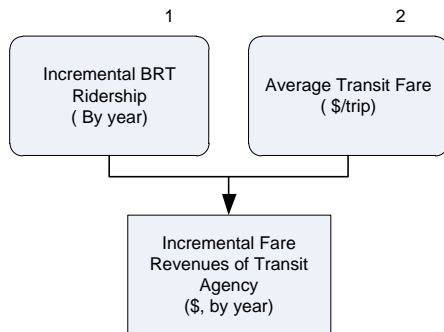 1
2
Incremental BRT
Ridership
( By year)
Average Transit Fare
( $/trip)
Incremental Fare
Revenues of Transit
Agency
($, by year)